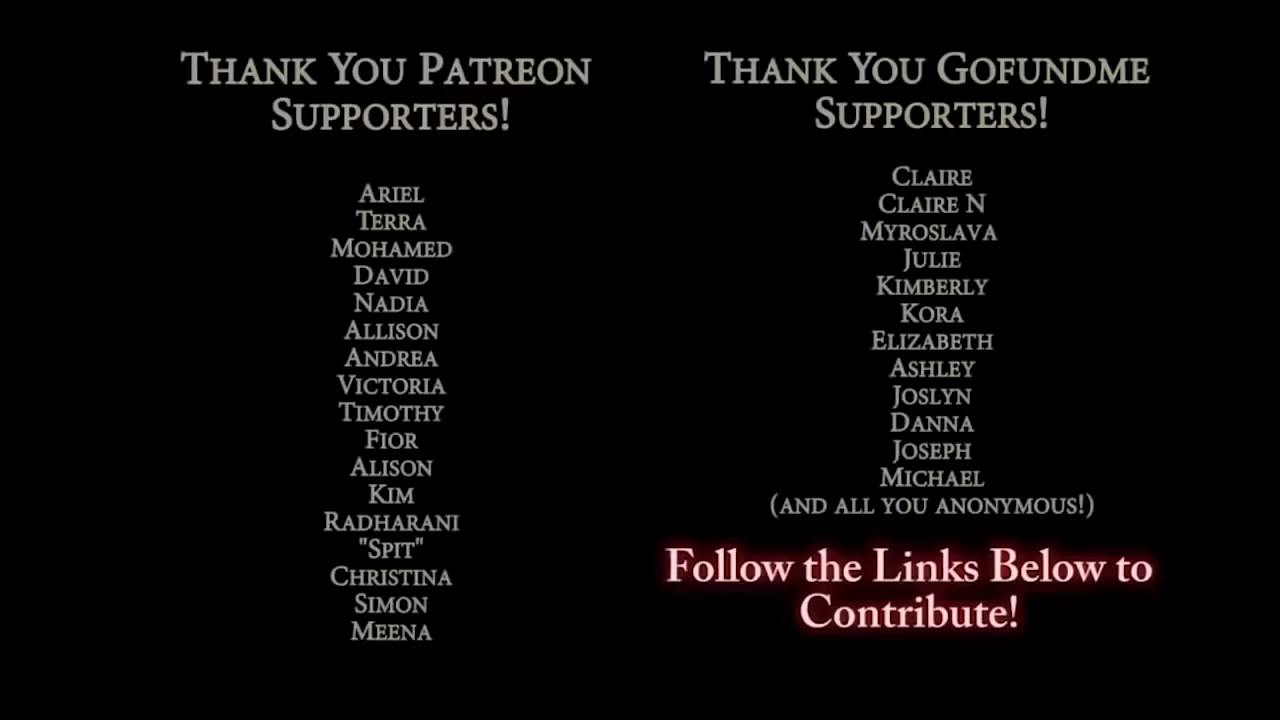 Thank You Patreon
Supporters!
Ariel
Terra
Mohamed
David
Nadia
Allison
Andrea
Victoria
Timothy
Fior
Alison
Kim
Radharani
"Spit"
Christina
Simon
Meena
Thank You Gofundme
Supporters!
Claire
Claire N
Myroslava
Julie
Kimberly
Kora
Elizabeth
Ashley
Joslyn
Danna
Joseph
Michael
(and all you anonymous!)
Follow the Links Below to
Contribute!